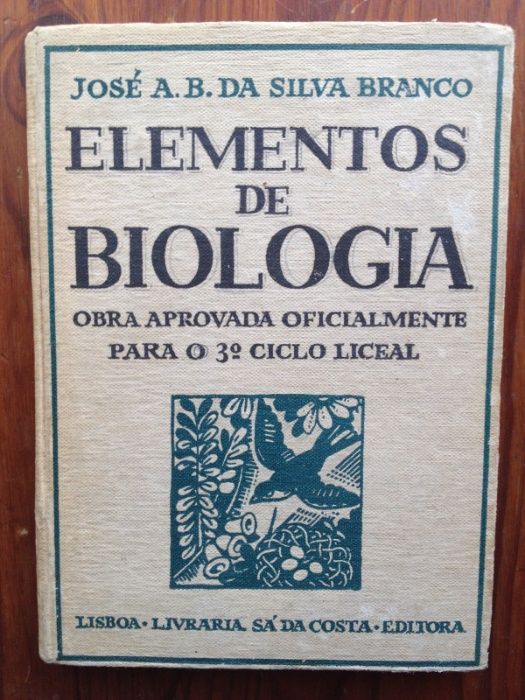 JOSÉ A. B. DA SILVA BRANCO
ELEMENTOS
DE
BIOLOGIA
OBRA APROVADA OFICIALMENTE
PARA O 3º CICLO LICEAL
LISBOA • LIVRARIA SÁ DA COSTA • EDITORA